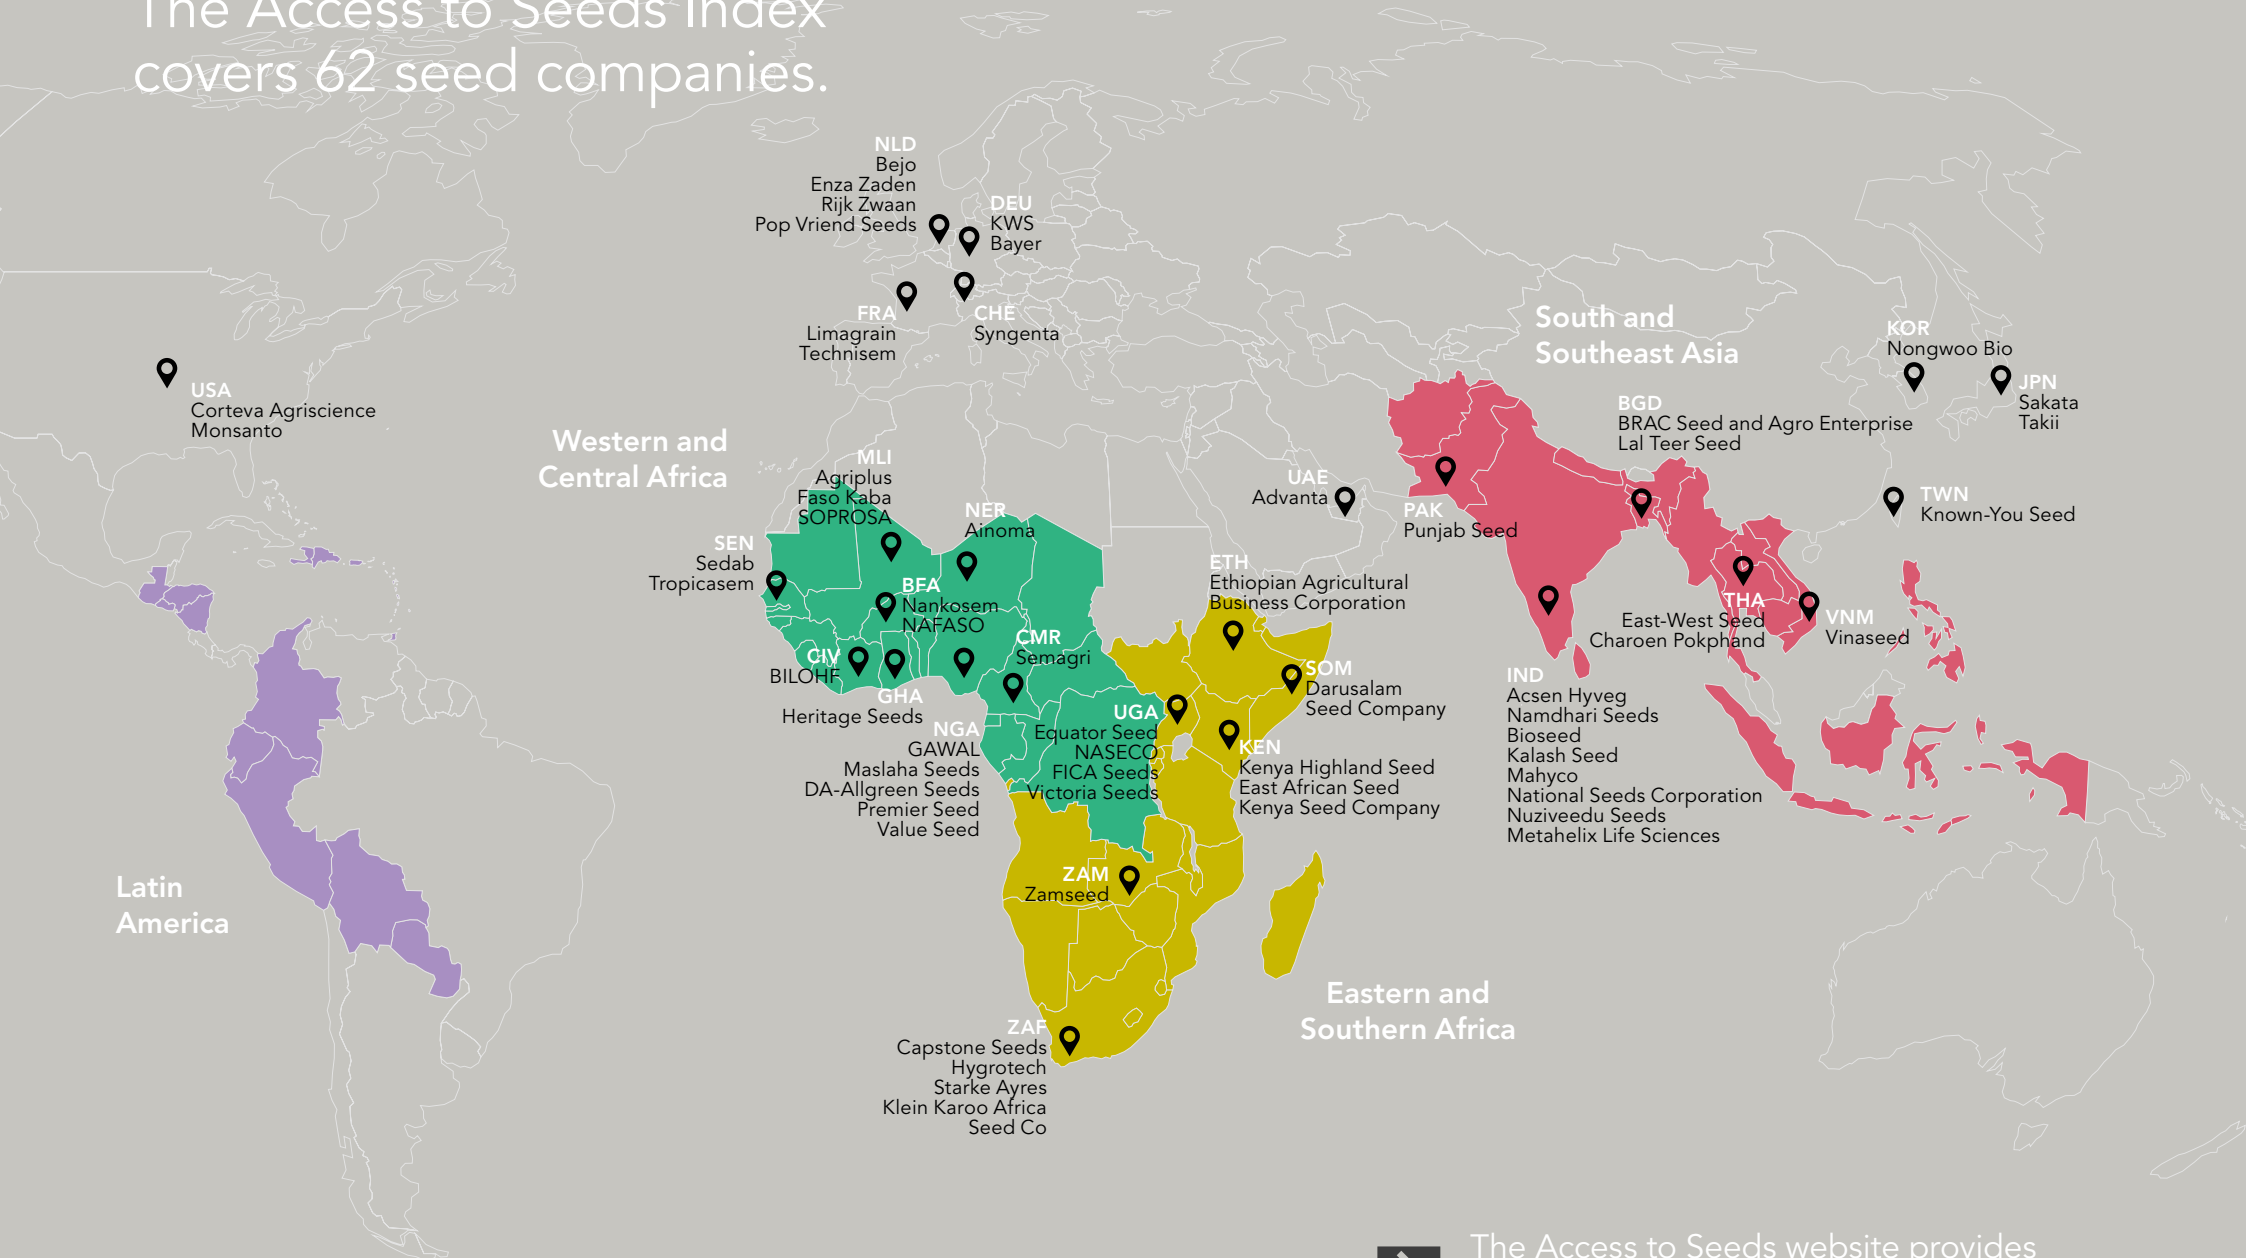 The Access to Seeds Index
covers 62 seed companies.
NLD
Bejo
Enza Zaden
Rijk Zwaan
Pop Vriend Seeds
DEU
KWS
Bayer
FRA
Limagrain
Technisem
CHE
Syngenta
USA
Corteva Agriscience
Monsanto
South and
Southeast Asia
KOR
Nongwoo Bio
JPN
Sakata
Takii
BGD
BRAC Seed and Agro Enterprise
Lal Teer Seed
Western and
Central Africa
MLI
Agriplus
Faso Kaba
SOPROSA
NER
Ainoma
UAE
Advanta
PAK
Punjab Seed
TWN
Known-You Seed
SEN
Sedab
Tropicasem
BFA
Nankosem
NAFASO
ETH
Ethiopian Agricultural
Business Corporation
THA
East-West Seed
Charoen Pokphand
VNM
Vinaseed
CMR
Semagri
CIV
BILOHF
GHA
Heritage Seeds
SOM
Darusalam
Seed Company
NGA
GAWAL
Maslaha Seeds
DA-Allgreen Seeds
Premier Seed
Value Seed
UGA
Equator Seed
NASECO
FICA Seeds
Victoria Seeds
KEN
Kenya Highland Seed
East African Seed
Kenya Seed Company
IND
Acsen Hyveg
Namdhari Seeds
Bioseed
Kalash Seed
Mahyco
National Seeds Corporation
Nuziveedu Seeds
Metahelix Life Sciences
Latin
America
ZAM
Zamseed
Eastern and
Southern Africa
ZAF
Capstone Seeds
Hygrotech
Starke Ayres
Klein Karoo Africa
Seed Co
The Access to Seeds website provides